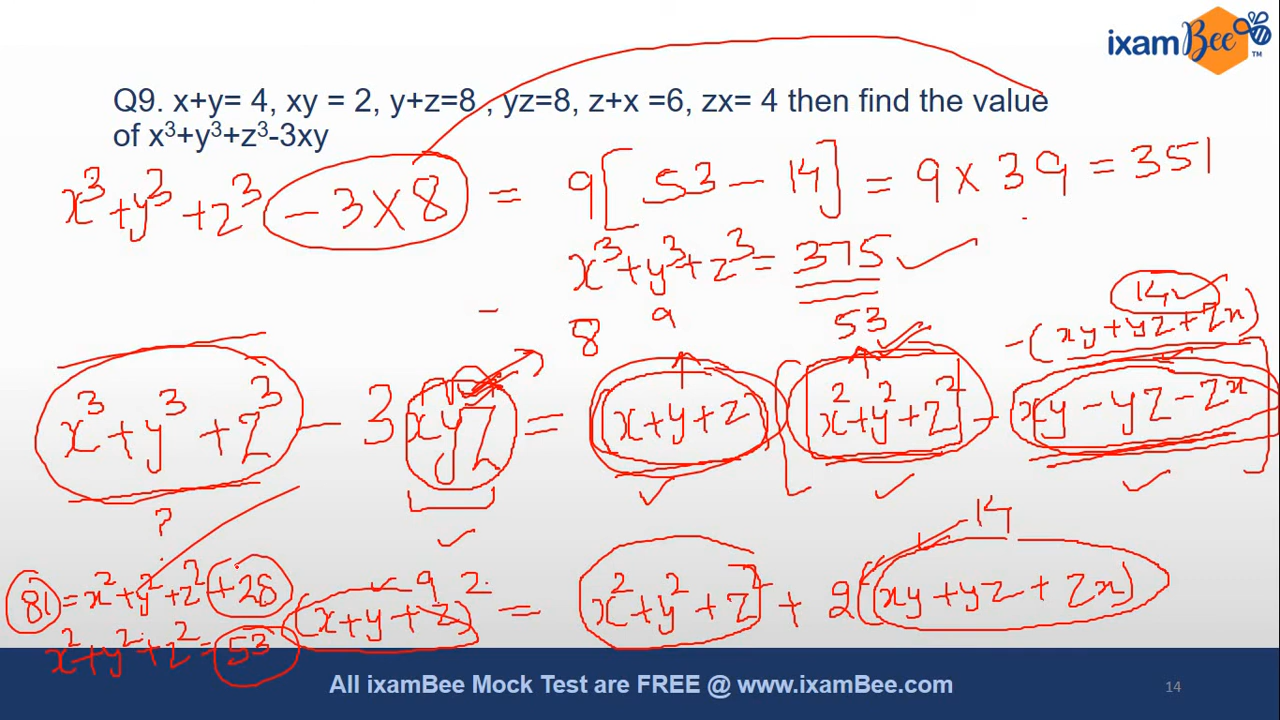 ixamBee™
Q9. x+y= 4, xy = 2, y+z=8 , yz=8, z+x =6, zx= 4 then find the value
of x³+y³+z³-3xy
x³+y³+z³ - 3×8 = 9[53-14] = 9×39 = 351
x³+y³+z³ = 375
8 9 53 14
-(xy+yz+zx)
x³+y³+z³ - 3xyz = x+y+z [x²+y²+z² - xy-yz-zx]
? 14
81 = x²+y²+z²+28
9
(x+y+z)² = x²+y²+z² + 2(xy+yz+zx)
x²+y²+z² = 53
All ixamBee Mock Test are FREE @ www.ixamBee.com
14